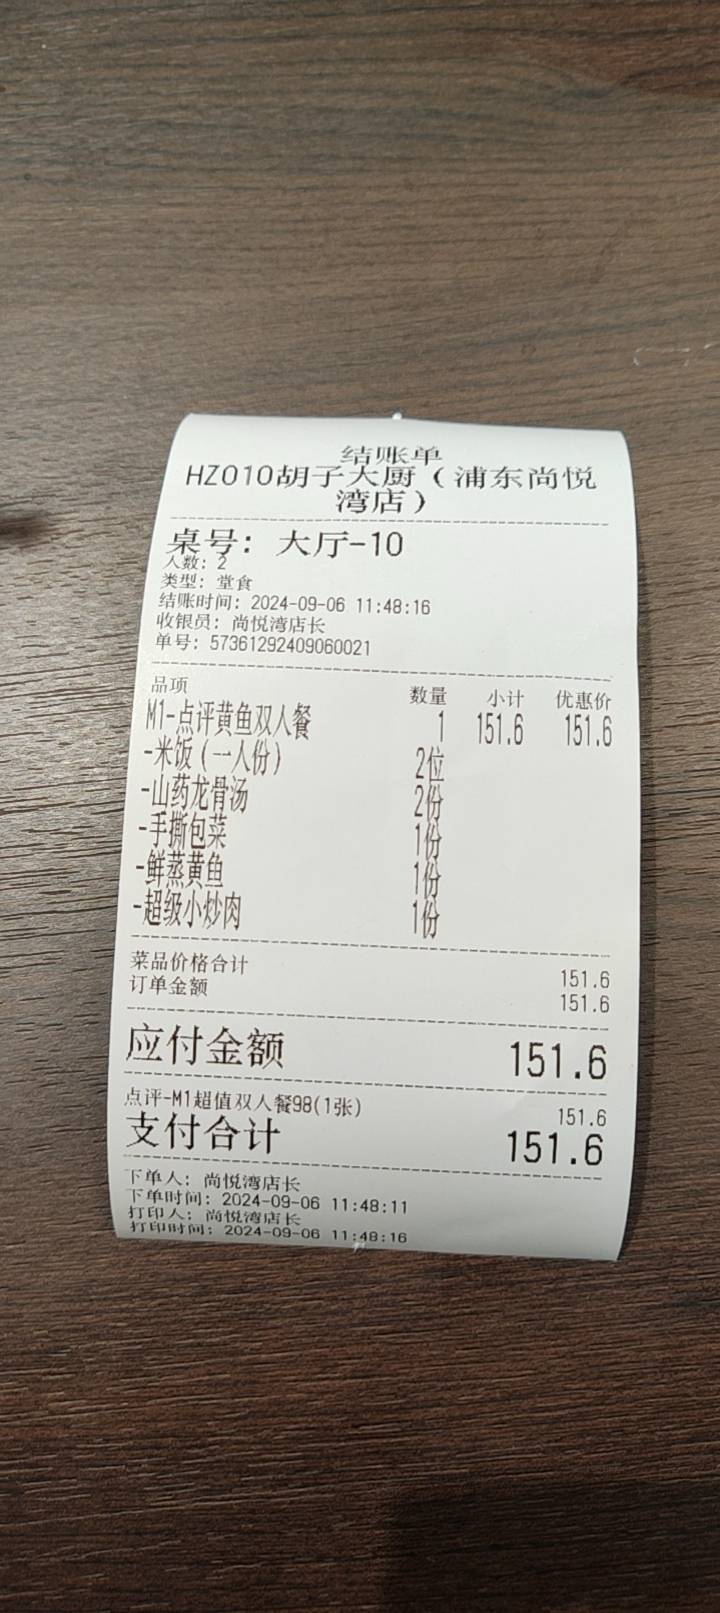 结账单
HZ010胡子大厨（浦东尚悦
湾店）
桌号：大厅-10
人数：2
类型：堂食
结账时间：2024-09-06 11:48:16
收银员：尚悦湾店长
单号：57361292409060021
品项 数量 小计 优惠价
M1-点评黄鱼双人餐 1 151.6 151.6
-米饭（一人份） 2位
-山药龙骨汤 2份
-手撕包菜 1份
-鲜蒸黄鱼 1份
-超级小炒肉 1份
菜品价格合计 151.6
订单金额 151.6
应付金额 151.6
点评-M1超值双人餐98(1张) 151.6
支付合计 151.6
下单人：尚悦湾店长
下单时间：2024-09-06 11:48:11
打印人：尚悦湾店长
打印时间：2024-09-06 11:48:16